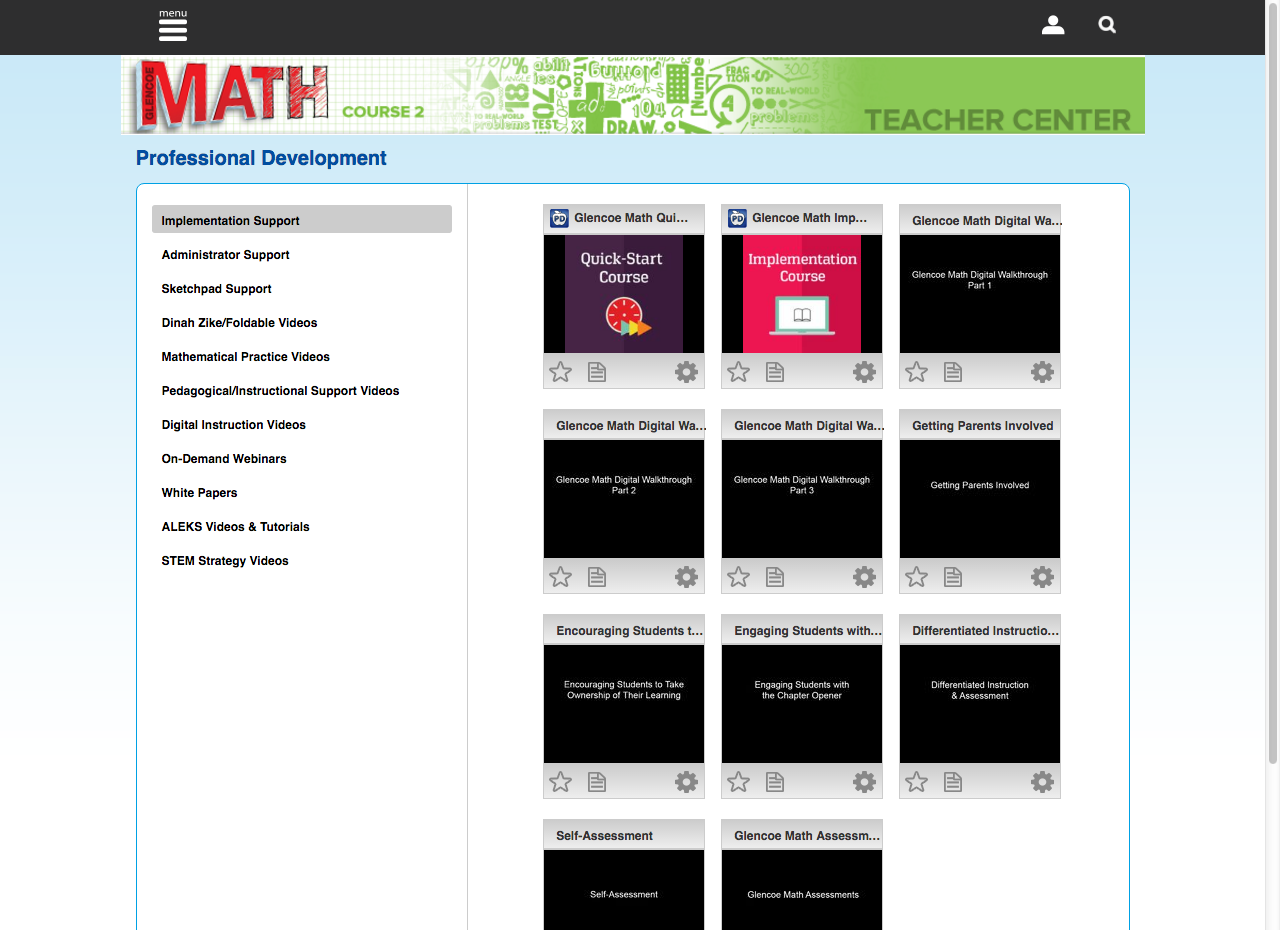 menu
GLENCOE
MATH
COURSE 2
TEACHER CENTER
Professional Development
Implementation Support
Administrator Support
Sketchpad Support
Dinah Zike/Foldable Videos
Mathematical Practice Videos
Pedagogical/Instructional Support Videos
Digital Instruction Videos
On-Demand Webinars
White Papers
ALEKS Videos & Tutorials
STEM Strategy Videos
PD Glencoe Math Qui...
Quick-Start
Course
PD Glencoe Math Imp...
Implementation
Course
Glencoe Math Digital Wa...
Glencoe Math Digital Walkthrough
Part 1
Glencoe Math Digital Wa...
Glencoe Math Digital Walkthrough
Part 2
Glencoe Math Digital Wa...
Glencoe Math Digital Walkthrough
Part 3
Getting Parents Involved
Getting Parents Involved
Encouraging Students t...
Encouraging Students to Take
Ownership of Their Learning
Engaging Students with...
Engaging Students with
the Chapter Opener
Differentiated Instructio...
Differentiated Instruction
& Assessment
Self-Assessment
Self-Assessment
Glencoe Math Assessm...
Glencoe Math Assessments